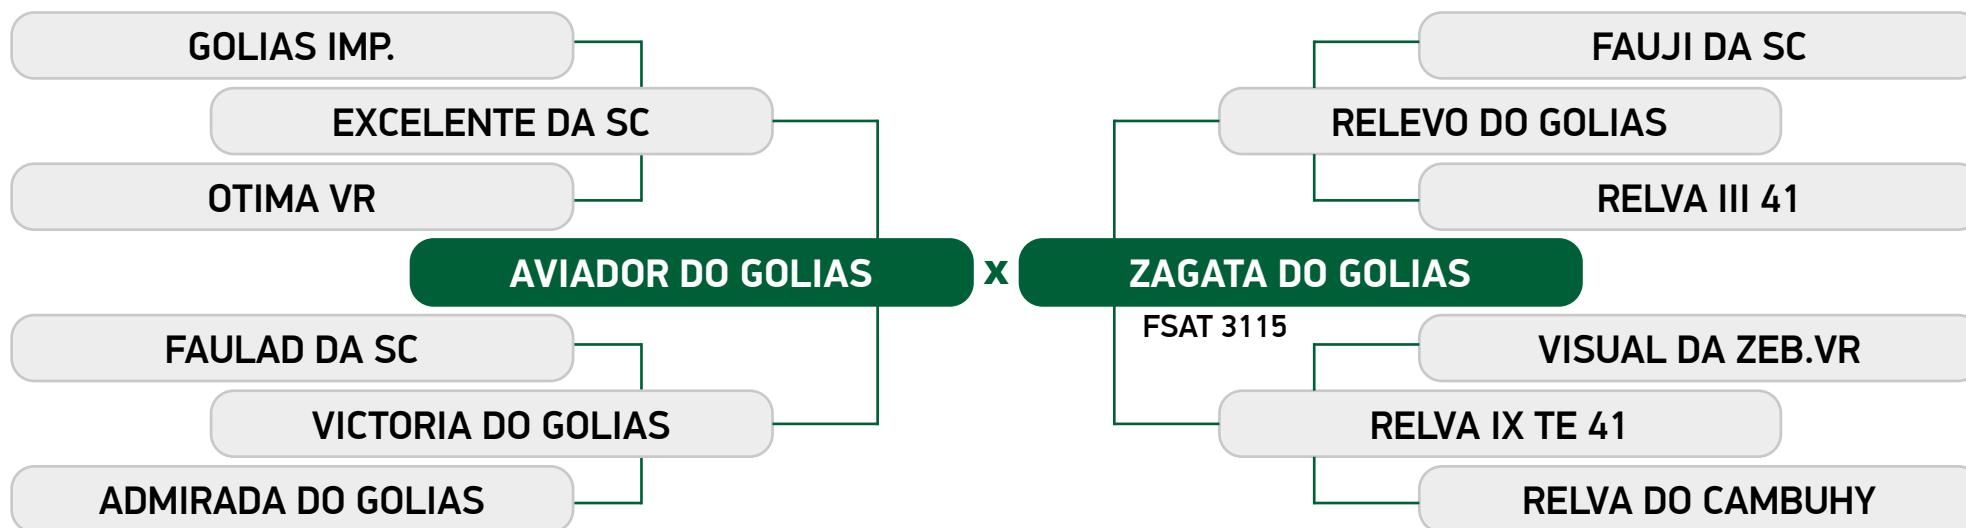 GOLIAS IMP.
EXCELENTE DA SC
OTIMA VR
AVIADOR DO GOLIAS
FAULAD DA SC
VICTORIA DO GOLIAS
ADMIRADA DO GOLIAS
x
FAUJI DA SC
RELEVO DO GOLIAS
RELVA III 41
ZAGATA DO GOLIAS
FSAT 3115
VISUAL DA ZEB.VR
RELVA IX TE 41
RELVA DO CAMBUHY